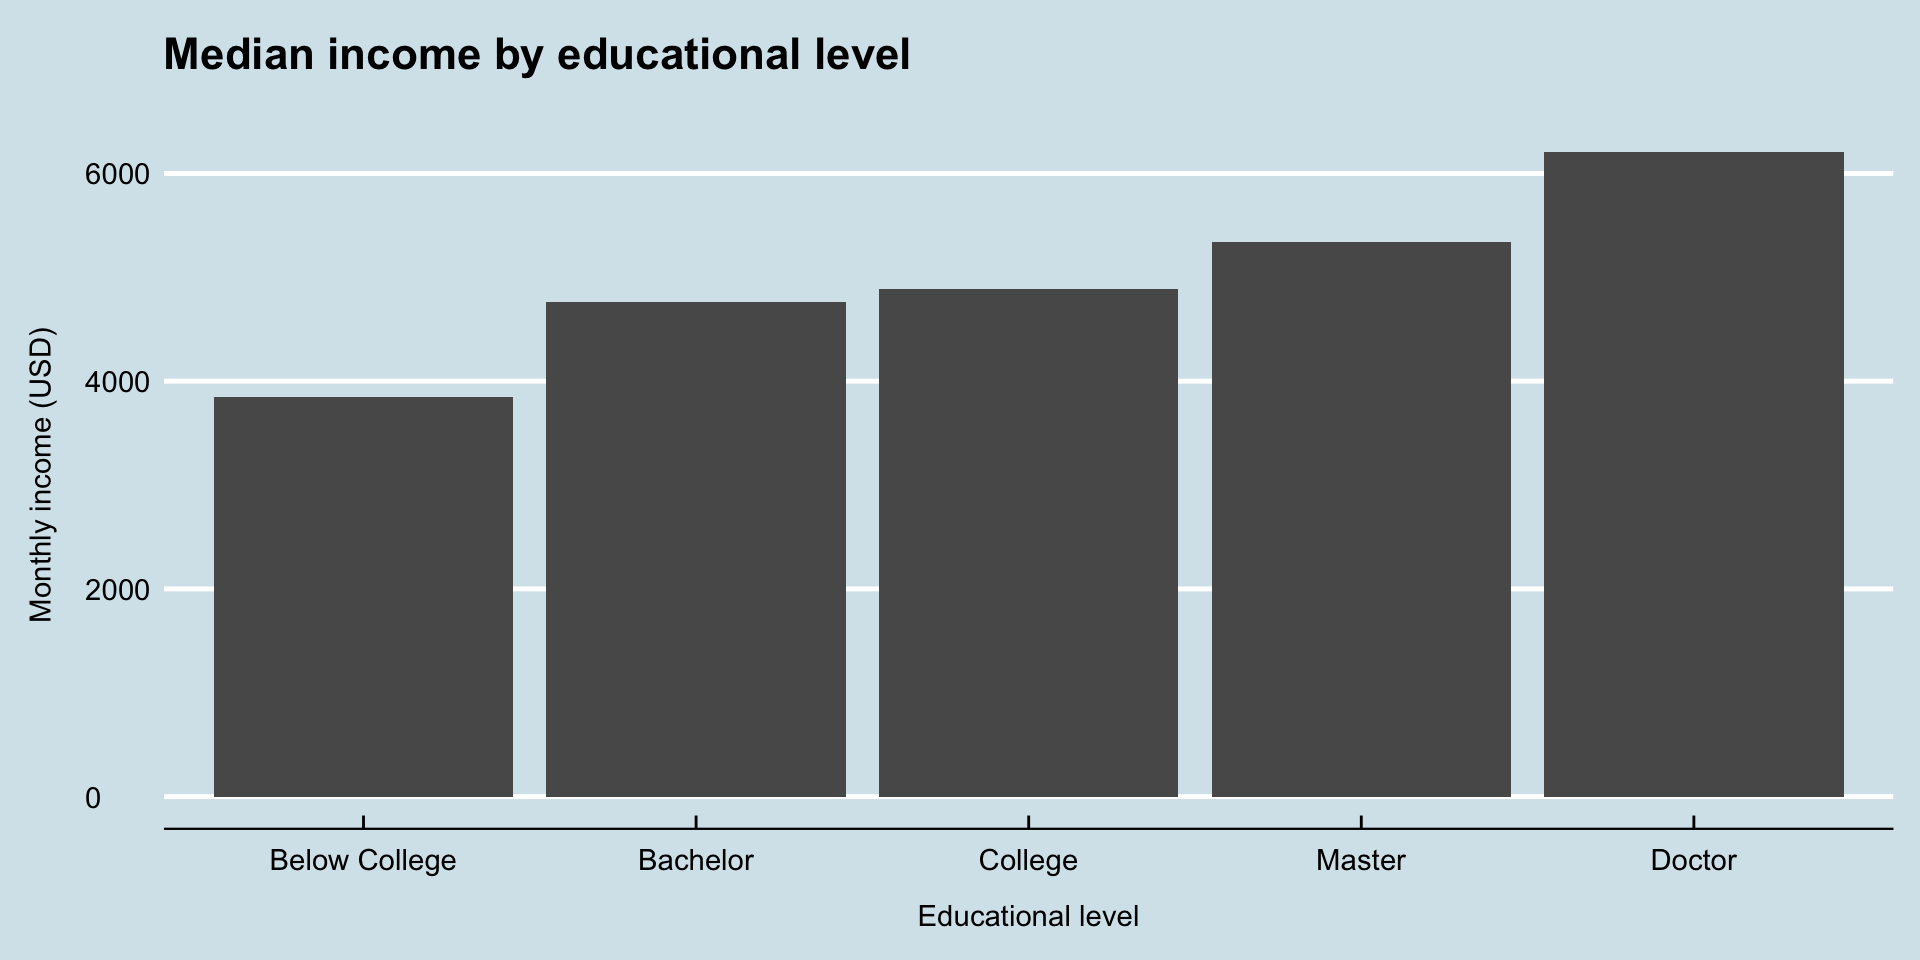 Median income by educational level
6000
4000
2000
0
Monthly income (USD)
Below College
Bachelor
College
Master
Doctor
Educational level